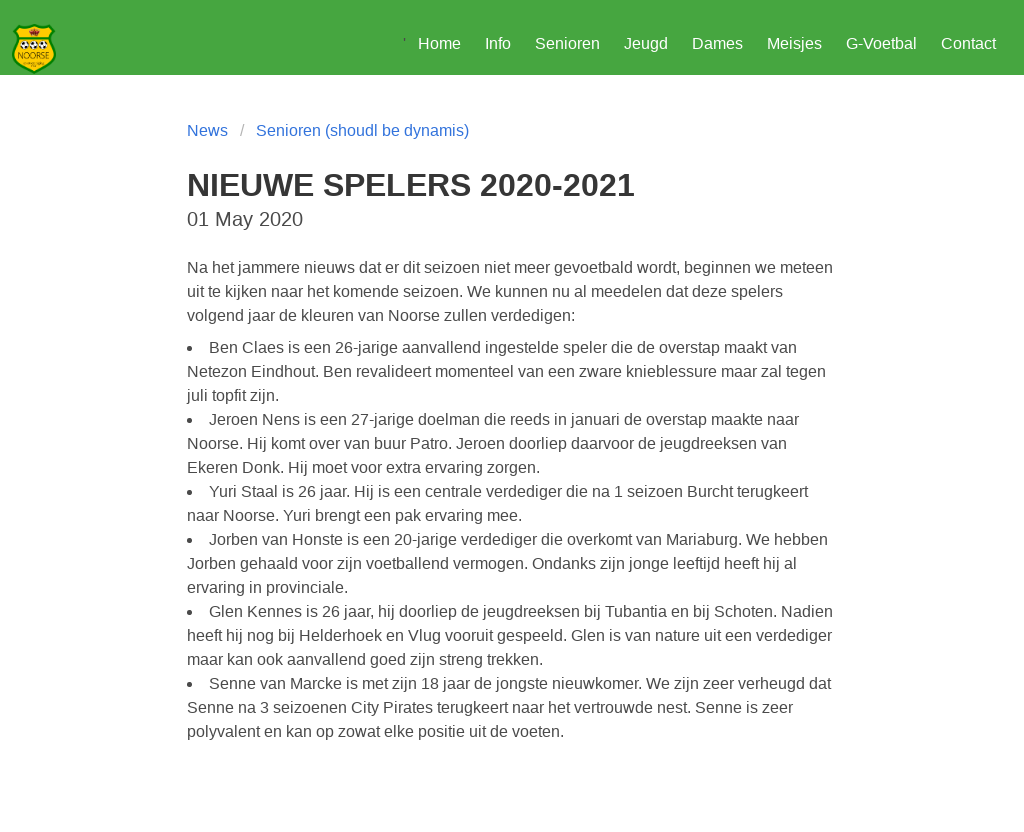 NOORSE
' Home Info Senioren Jeugd Dames Meisjes G-Voetbal Contact
News / Senioren (shoudl be dynamis)
NIEUWE SPELERS 2020-2021
01 May 2020
Na het jammere nieuws dat er dit seizoen niet meer gevoetbald wordt, beginnen we meteen
uit te kijken naar het komende seizoen. We kunnen nu al meedelen dat deze spelers
volgend jaar de kleuren van Noorse zullen verdedigen:
• Ben Claes is een 26-jarige aanvallend ingestelde speler die de overstap maakt van
Netezon Eindhout. Ben revalideert momenteel van een zware knieblessure maar zal tegen
juli topfit zijn.
• Jeroen Nens is een 27-jarige doelman die reeds in januari de overstap maakte naar
Noorse. Hij komt over van buur Patro. Jeroen doorliep daarvoor de jeugdreeksen van
Ekeren Donk. Hij moet voor extra ervaring zorgen.
• Yuri Staal is 26 jaar. Hij is een centrale verdediger die na 1 seizoen Burcht terugkeert
naar Noorse. Yuri brengt een pak ervaring mee.
• Jorben van Honste is een 20-jarige verdediger die overkomt van Mariaburg. We hebben
Jorben gehaald voor zijn voetballend vermogen. Ondanks zijn jonge leeftijd heeft hij al
ervaring in provinciale.
• Glen Kennes is 26 jaar, hij doorliep de jeugdreeksen bij Tubantia en bij Schoten. Nadien
heeft hij nog bij Helderhoek en Vlug vooruit gespeeld. Glen is van nature uit een verdediger
maar kan ook aanvallend goed zijn streng trekken.
• Senne van Marcke is met zijn 18 jaar de jongste nieuwkomer. We zijn zeer verheugd dat
Senne na 3 seizoenen City Pirates terugkeert naar het vertrouwde nest. Senne is zeer
polyvalent en kan op zowat elke positie uit de voeten.